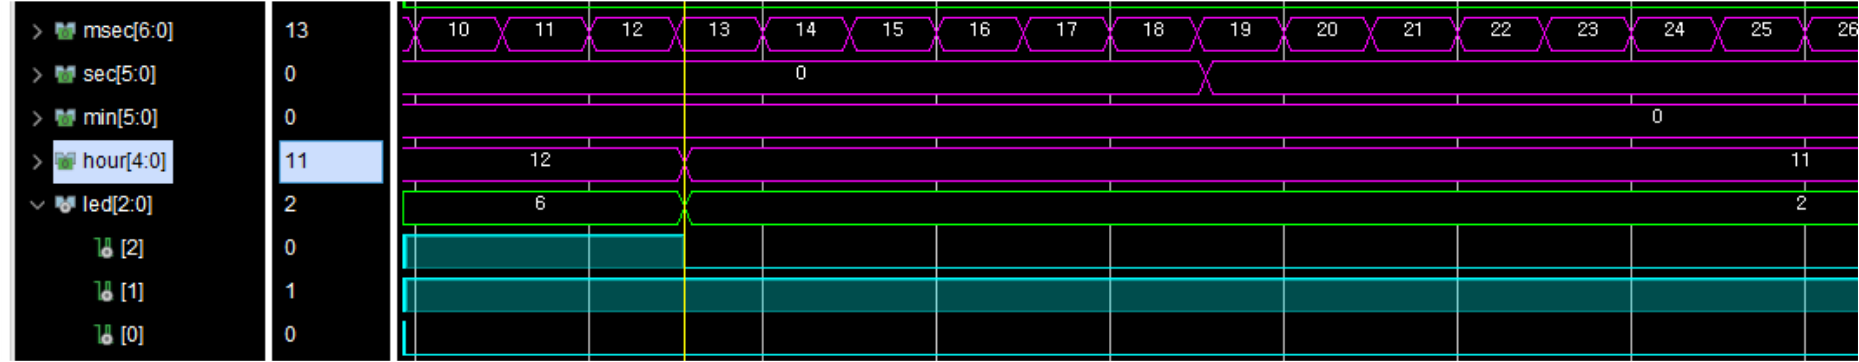 msec[6:0] 13 10 11 12 13 14 15 16 17 18 19 20 21 22 23 24 25 26
sec[5:0] 0 0
min[5:0] 0 0
hour[4:0] 11 12 11
led[2:0] 2 6 2
[2] 0
[1] 1
[0] 0